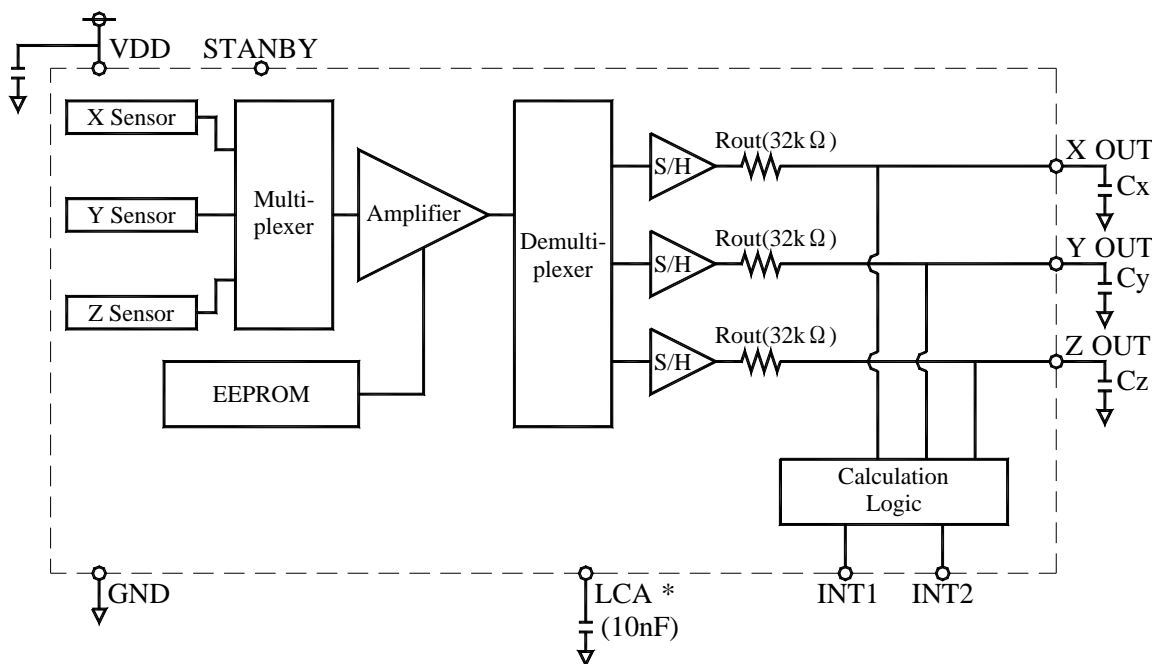 VDD
STANBY
X Sensor
Y Sensor
Z Sensor
Multi-
plexer
Amplifier
EEPROM
Demulti-
plexer
S/H
Rout(32kΩ)
X OUT
Cx
S/H
Rout(32kΩ)
Y OUT
Cy
S/H
Rout(32kΩ)
Z OUT
Cz
Calculation
Logic
GND
LCA *
(10nF)
INT1
INT2